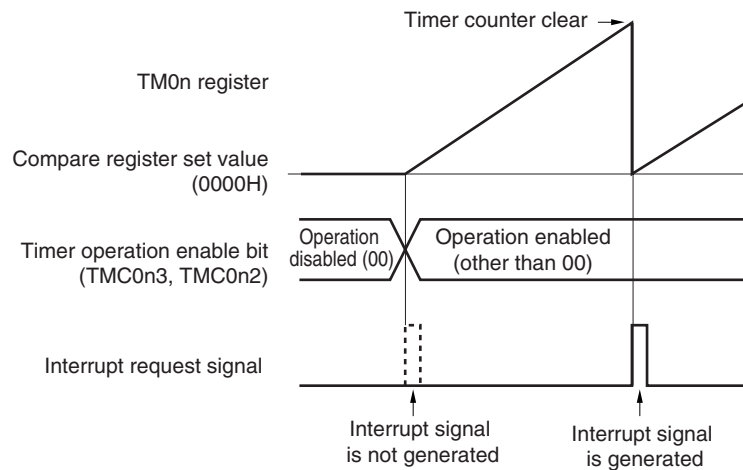 Timer counter clear
TM0n register
Compare register set value
(0000H)
Timer operation enable bit
(TMC0n3, TMC0n2)
Operation
disabled (00)
Operation enabled
(other than 00)
Interrupt request signal
Interrupt signal
is not generated
Interrupt signal
is generated